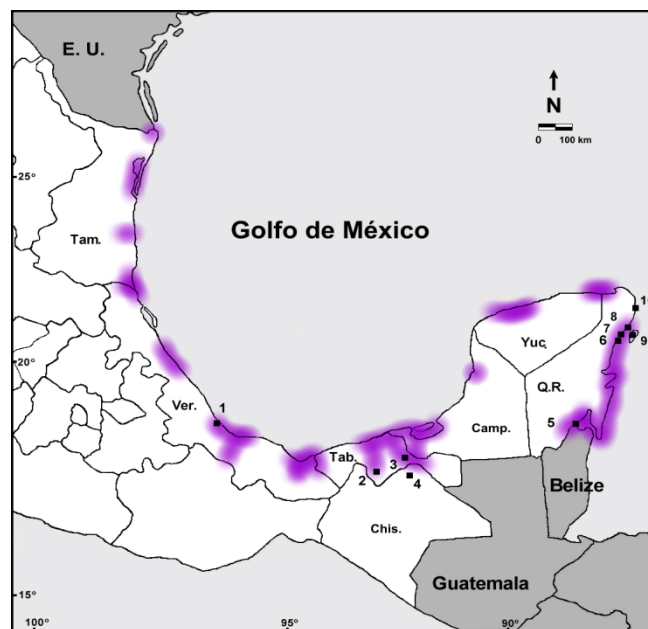 E. U.
N
0 100 km
25°
Golfo de México
Tam.
10
8
7
6
9
Yuc.
20°
Q.R.
Ver.
1
Camp.
5
Tab.
3
2
4
Belize
Chis.
Guatemala
15°
100°
95°
90°